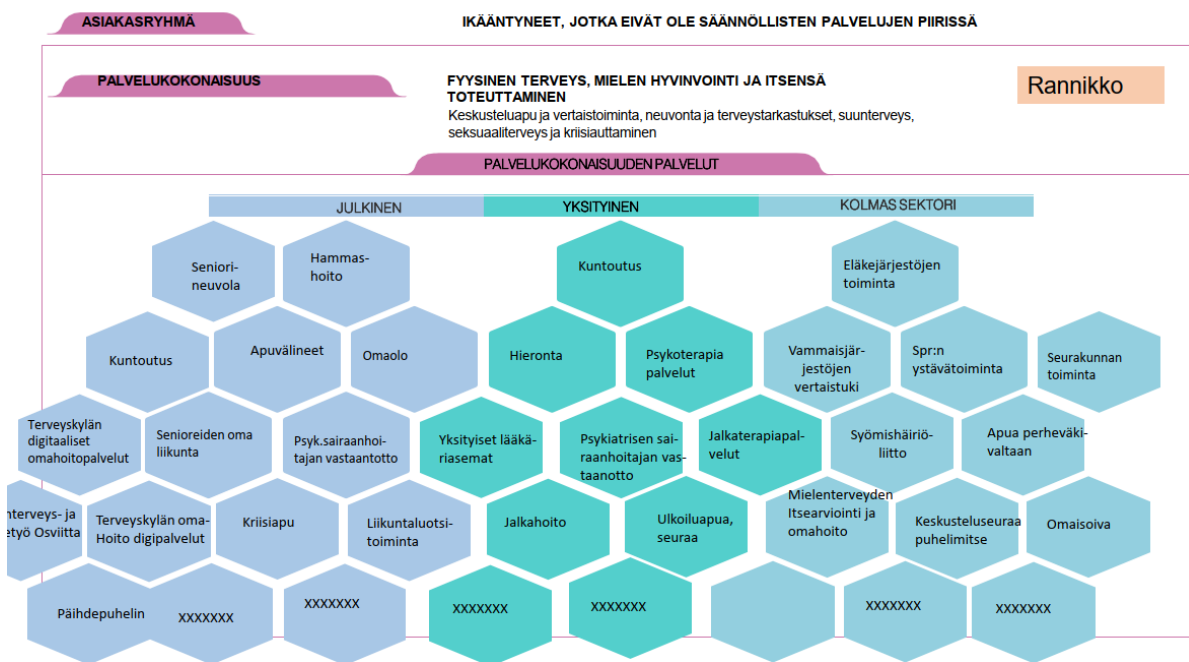 ASIAKASRYHMÄ
IKÄÄNTYNEET, JOTKA EIVÄT OLE SÄÄNNÖLLISTEN PALVELUJEN PIIRISSÄ
PALVELUKOKONAISUUS
FYYSINEN TERVEYS, MIELEN HYVINVOINTI JA ITSENSÄ
TOTEUTTAMINEN
Keskusteluapu ja vertaistoiminta, neuvonta ja terveystarkastukset, suunterveys,
seksuaaliterveys ja kriisiauttaminen
Rannikko
PALVELUKOKONAISUUDEN PALVELUT
JULKINEN
YKSITYINEN
KOLMAS SEKTORI
Seniori-
neuvola
Hammas-
hoito
Kuntoutus
Eläkejärjestöjen
toiminta
Kuntoutus
Apuvälineet
Omaolo
Hieronta
Psykoterapia
palvelut
Vammaisjär-
jestöjen
vertaistuki
Spr:n
ystävätoiminta
Seurakunnan
toiminta
Terveyskylän
digitaaliset
omahoitopalvelut
Senioreiden oma
liikunta
Psyk.sairaanhoi-
tajan vastaantotto
Yksityiset lääkä-
riasemat
Psykiatrisen sai-
raanhoitajan vas-
taanotto
Jalkaterapiapal-
velut
Syömishäiriö-
liitto
Apua perheväki-
valtaan
nterveys- ja
etyö Osviitta
Terveyskylän oma-
Hoito digipalvelut
Kriisiapu
Liikuntaluotsi-
toiminta
Jalkahoito
Ulkoiluapua,
seuraa
Mielenterveyden
Itsearviointi ja
omahoito
Keskusteluseuraa
puhelimitse
Omaisoiva
Päihdepuhelin
XXXXXXX
XXXXXXX
XXXXXXX
XXXXXXX
XXXXXXX
XXXXXXX